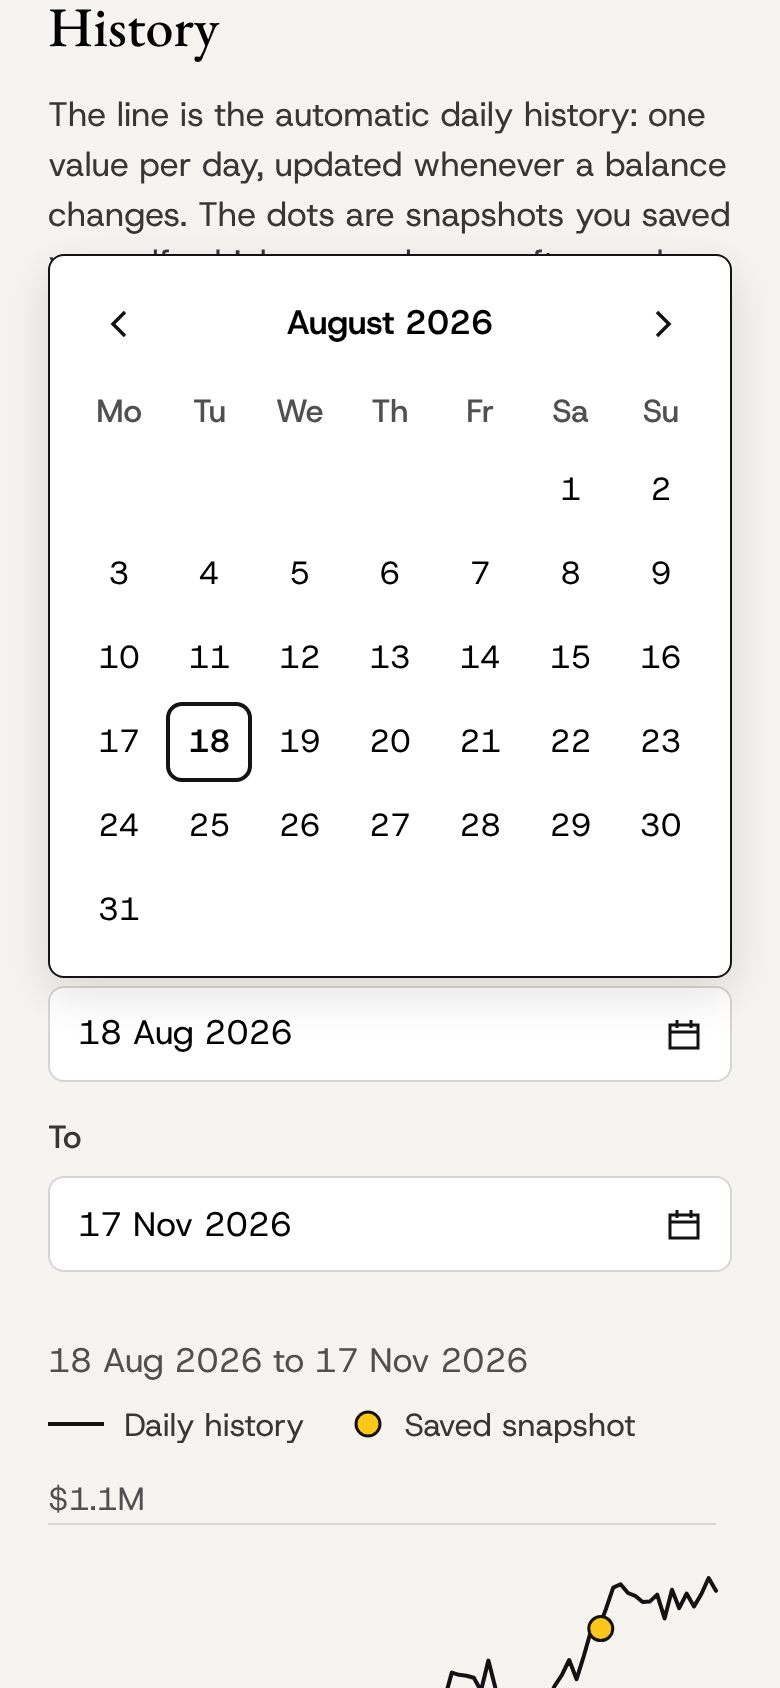 History
The line is the automatic daily history: one
value per day, updated whenever a balance
changes. The dots are snapshots you saved
August 2026
Mo Tu We Th Fr Sa Su
1 2
3 4 5 6 7 8 9
10 11 12 13 14 15 16
17 18 19 20 21 22 23
24 25 26 27 28 29 30
31
18 Aug 2026
To
17 Nov 2026
18 Aug 2026 to 17 Nov 2026
Daily history Saved snapshot
$1.1M